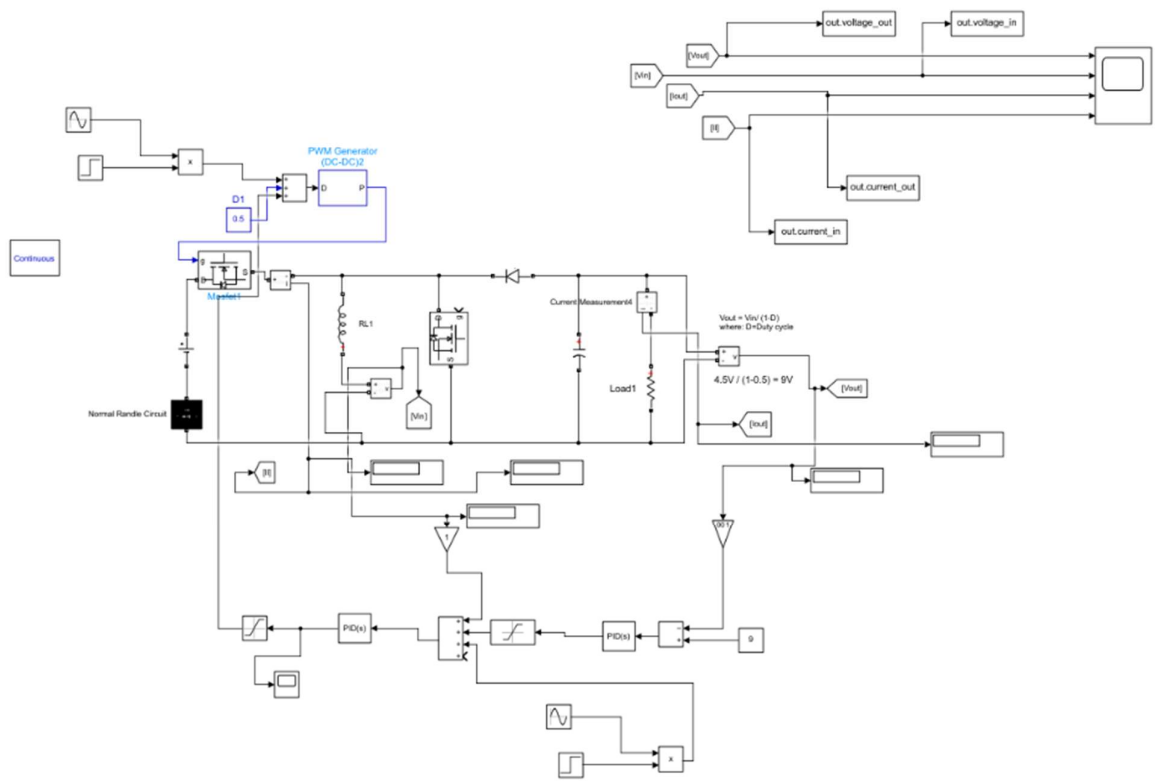 out.voltage_out
out.voltage_in
[Vout]
[Vin]
[Iout]
[Il]
out.current_out
out.current_in
x
PWM Generator
(DC-DC)2
D
P
D1
0.5
Continuous
g
D
S
Mosfet1
RL1
Current Measurement4
Vout = Vin/ (1-D)
where: D=Duty cycle
4.5V / (1-0.5) = 9V
v
[Vout]
Load1
v
[Vin]
[Iout]
Normal Randle Circuit
[Il]
1
PID(s)
PID(s)
9
x